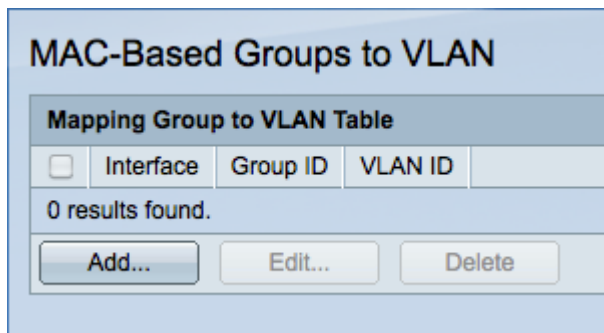 MAC-Based Groups to VLAN
Mapping Group to VLAN Table
Interface Group ID VLAN ID
0 results found.
Add... Edit... Delete